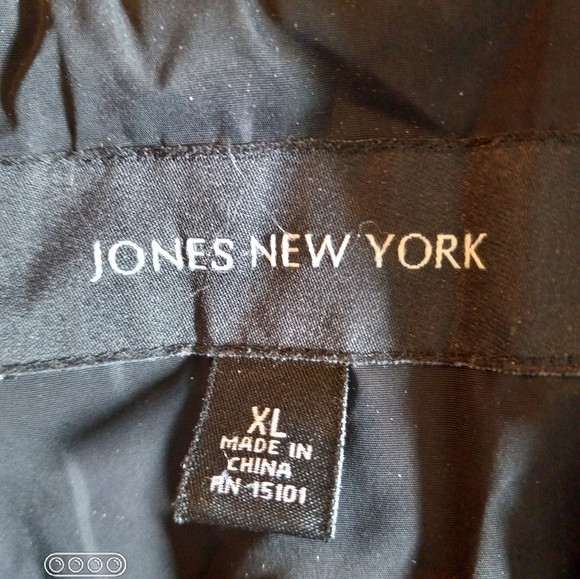 JONES NEW YORK
XL
MADE IN
CHINA
RN 15101